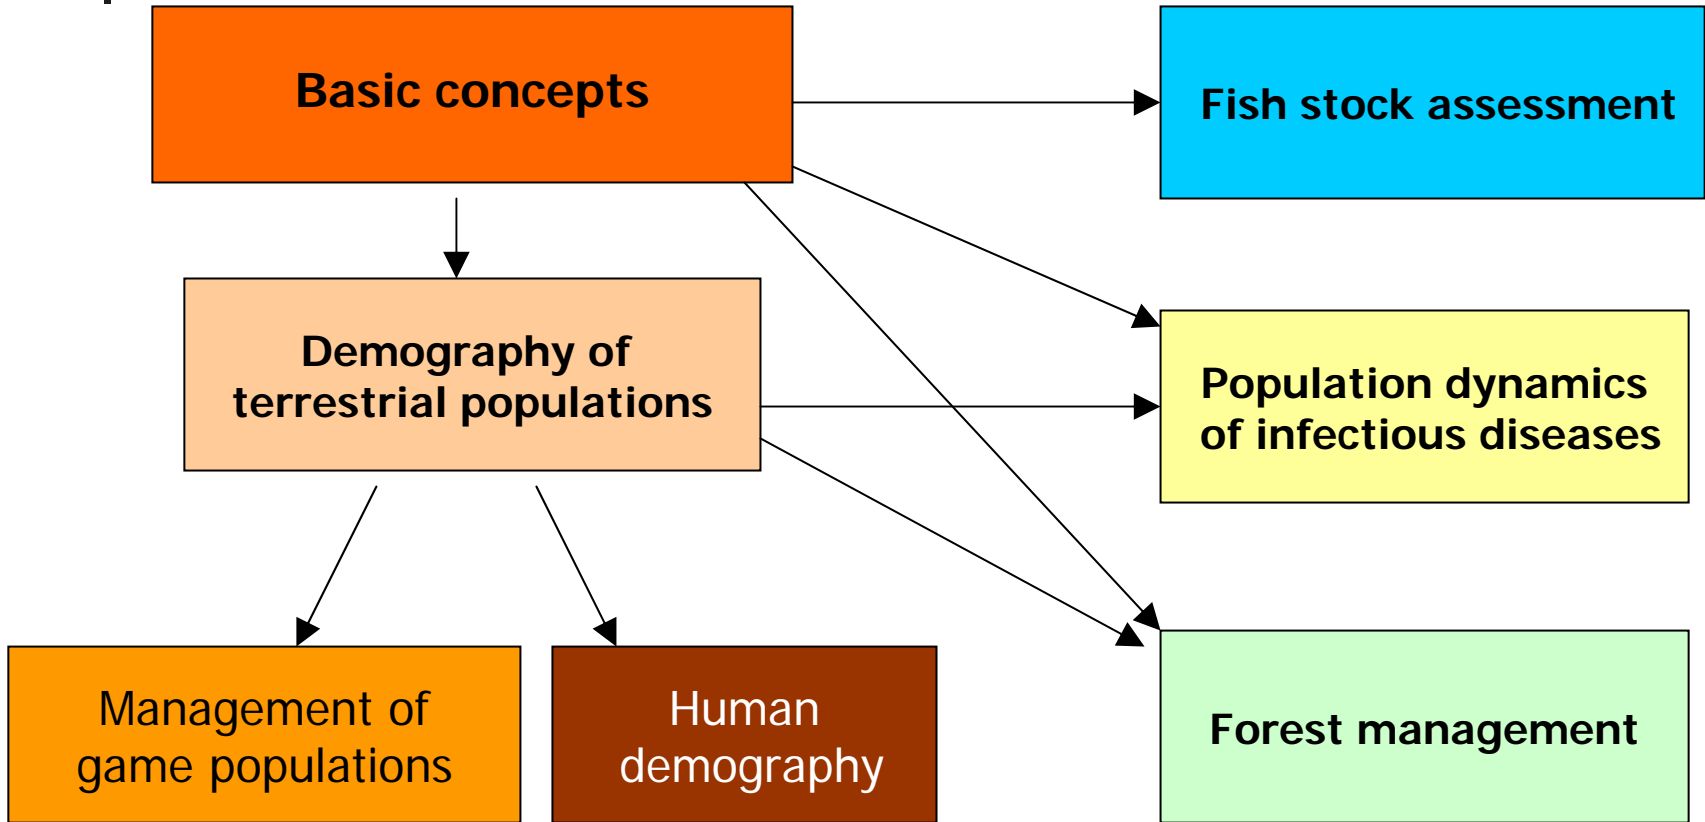 Basic concepts
Fish stock assessment
Demography of
terrestrial populations
Population dynamics
of infectious diseases
Management of
game populations
Human
demography
Forest management